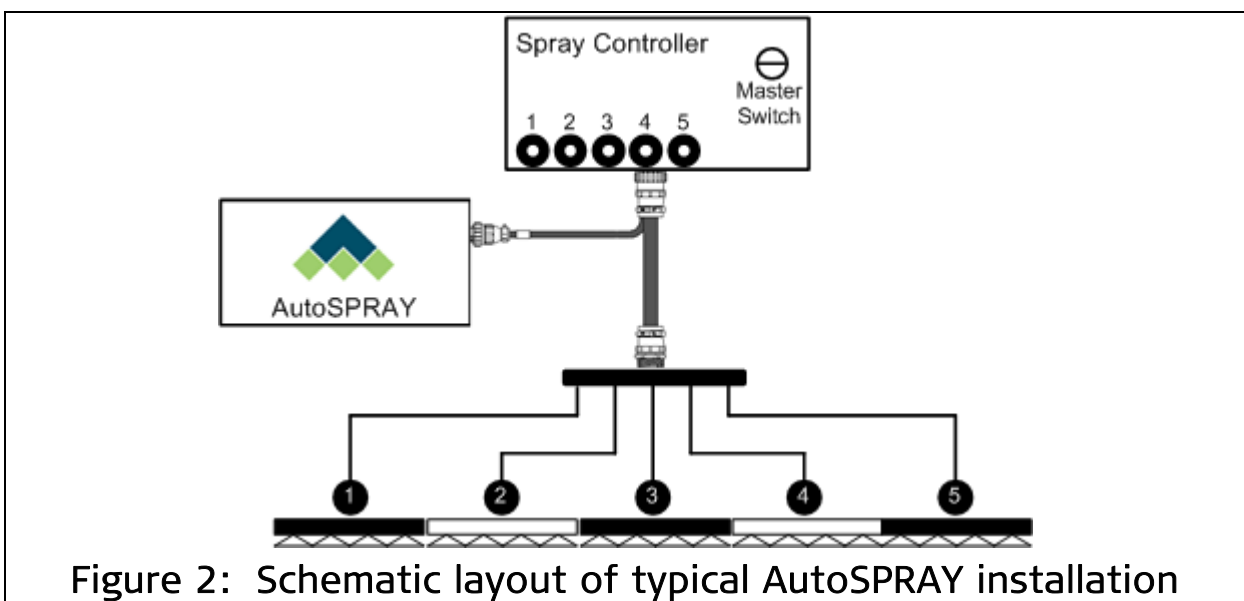 Spray Controller
Master
Switch
1 2 3 4 5
AutoSPRAY
1 2 3 4 5
Figure 2: Schematic layout of typical AutoSPRAY installation